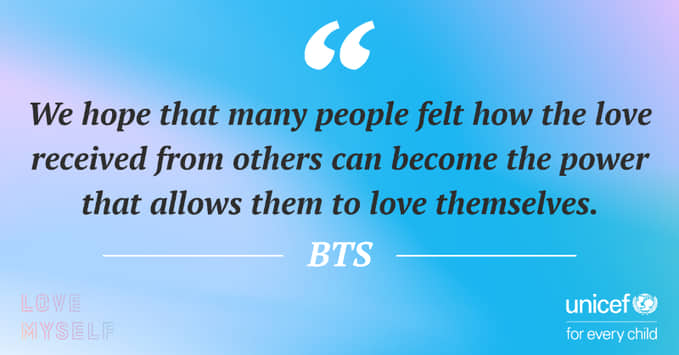 “
We hope that many people felt how the love
received from others can become the power
that allows them to love themselves.
BTS
LOVE
MYSELF
unicef
for every child